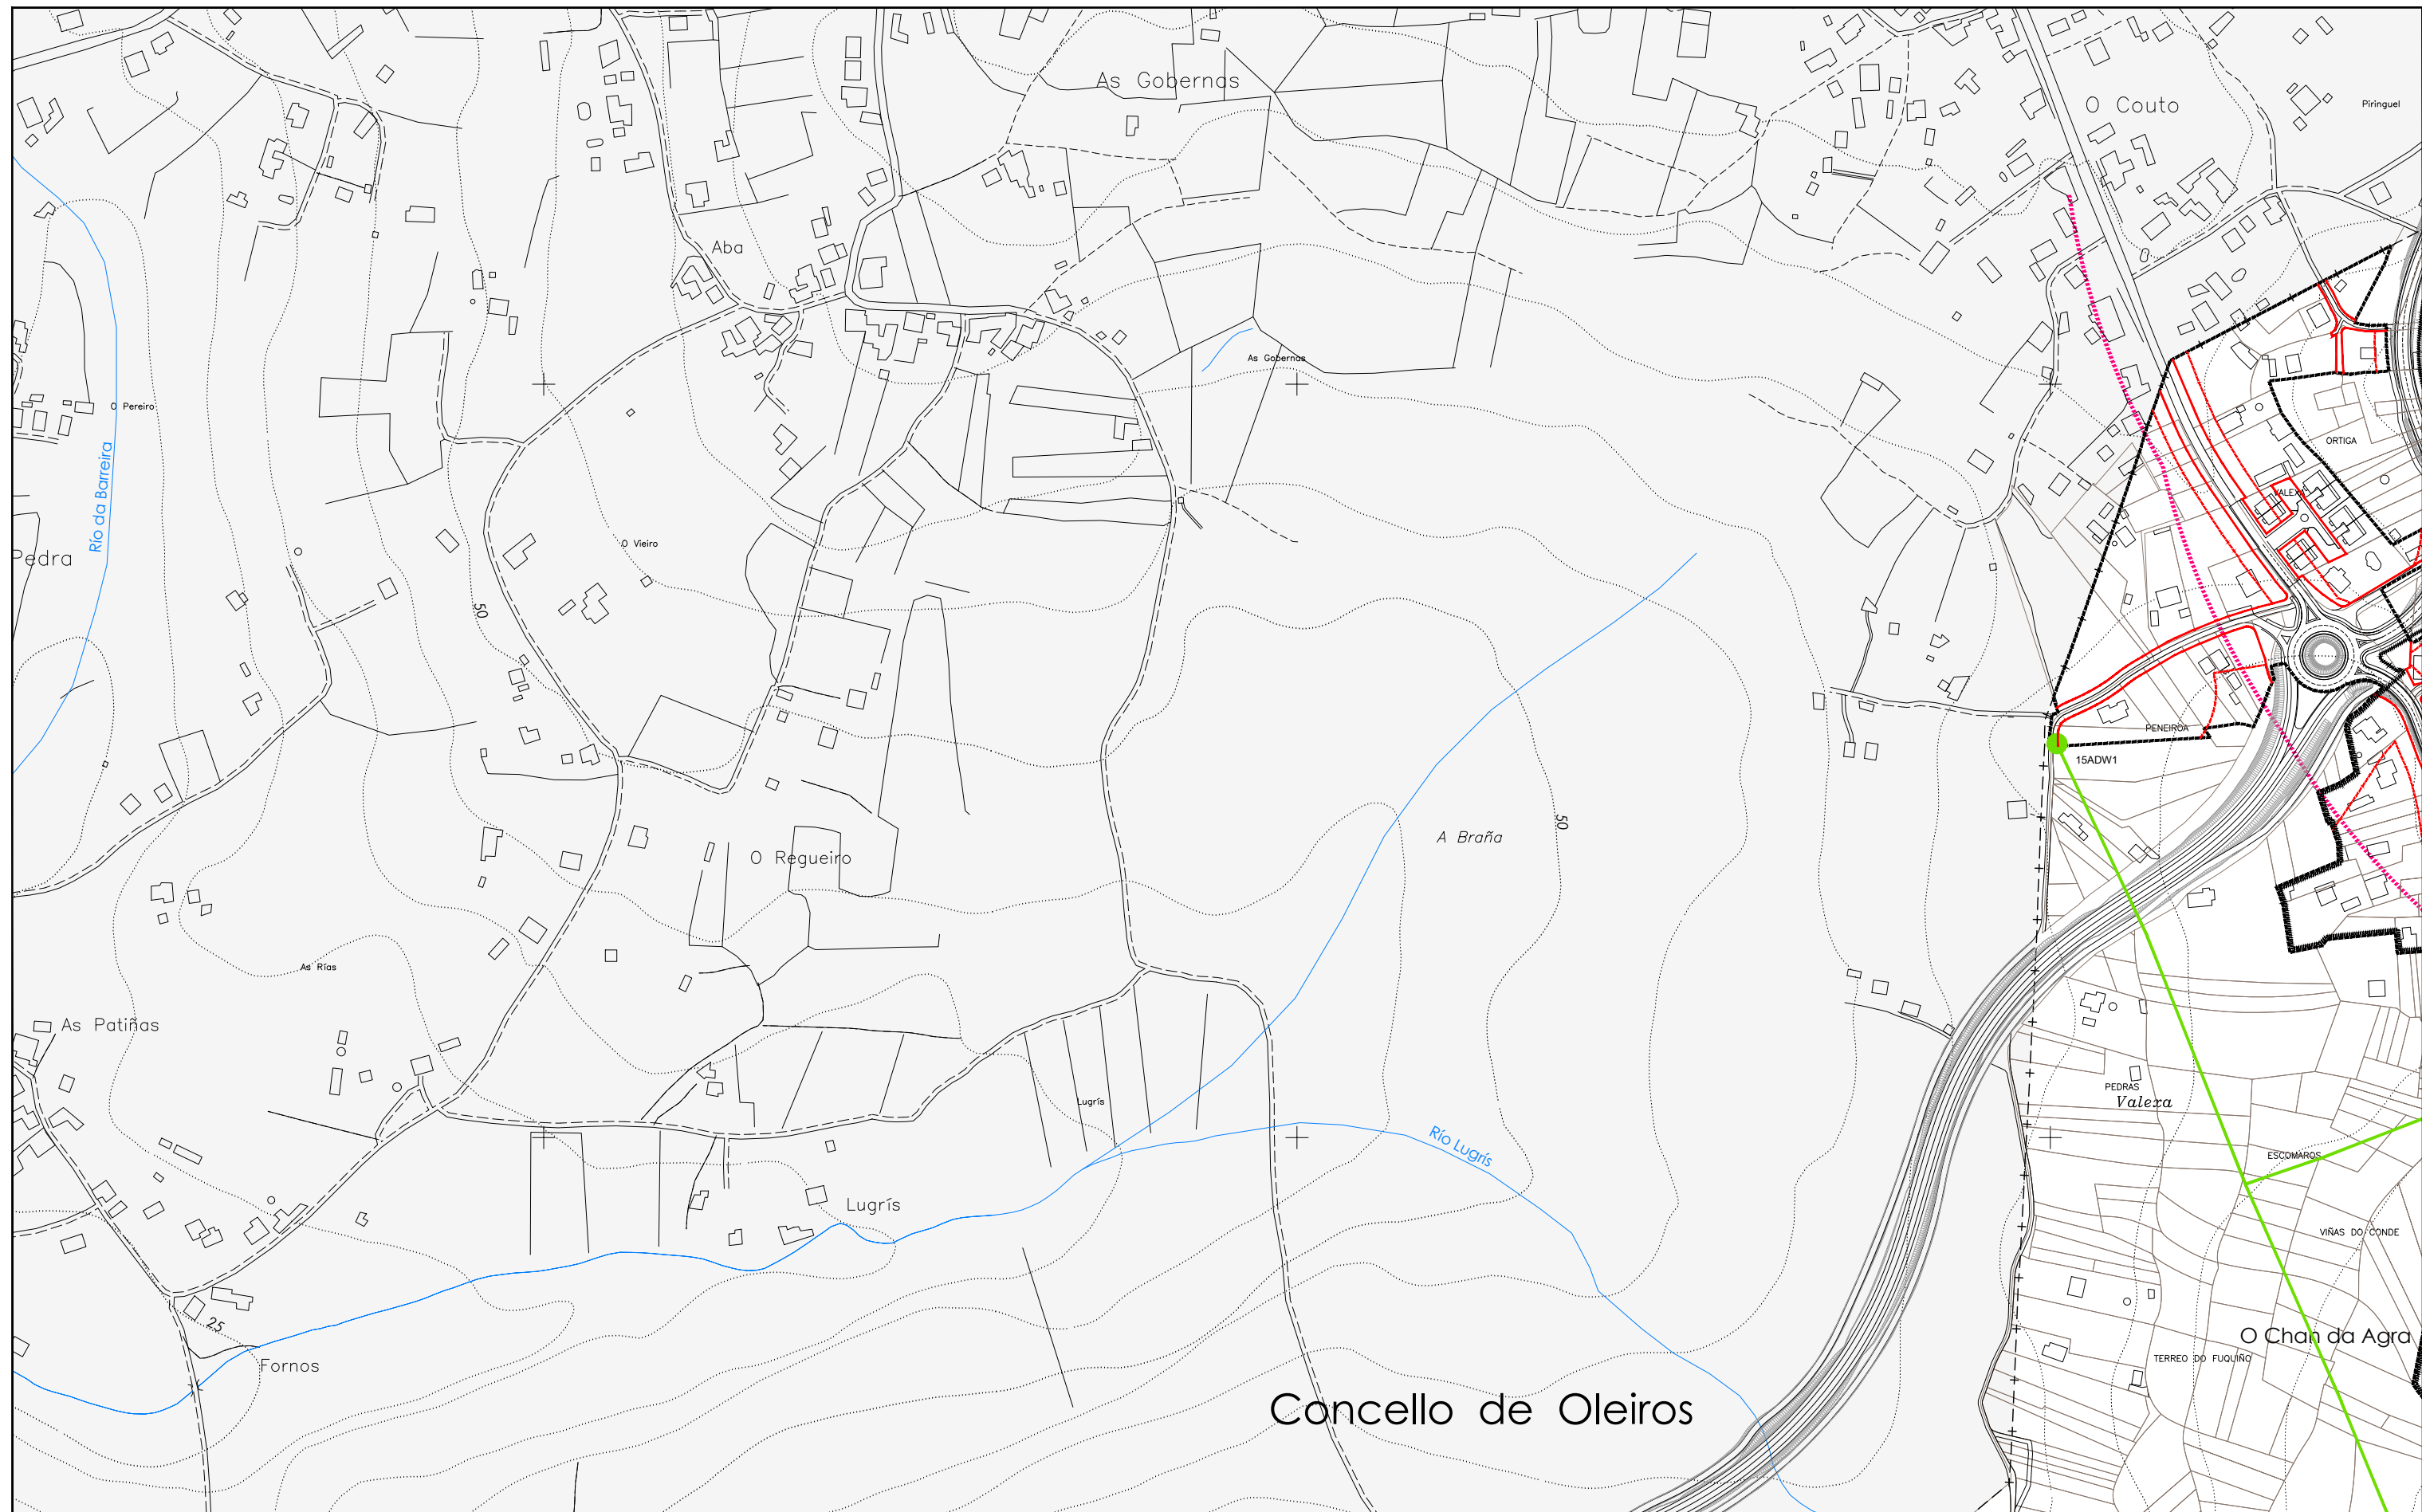 As Gobernas
O Couto
Piringuel
Aba
As Gobernas
O Pereiro
ORTIGA
Río da Barreira
VALEXA
O Vieiro
Pedra
50
PENEIROA
15ADW1
50
A Braña
O Regueiro
As Rías
As Patiñas
PEDRAS
Valexa
Lugrís
Río Lugrís
ESCOMAROS
Lugrís
VIÑAS DO CONDE
25
O Chan da Agra
Fornos
TERREO DO FUQUIÑO
Concello de Oleiros